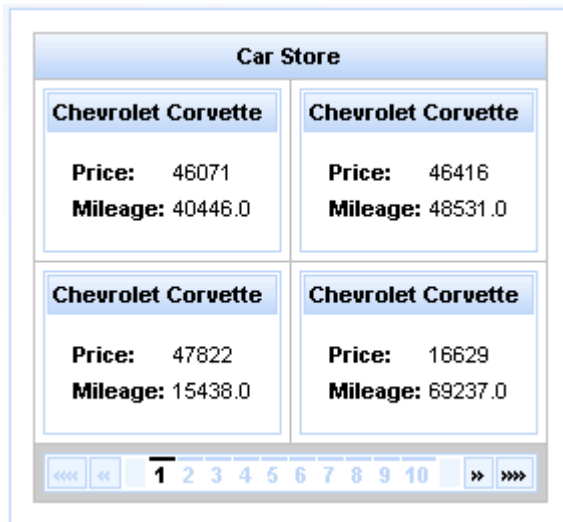 Car Store
Chevrolet Corvette
Price: 46071
Mileage: 40446.0
Chevrolet Corvette
Price: 46416
Mileage: 48531.0
Chevrolet Corvette
Price: 47822
Mileage: 15438.0
Chevrolet Corvette
Price: 16629
Mileage: 69237.0
«« « 1 2 3 4 5 6 7 8 9 10 » »»